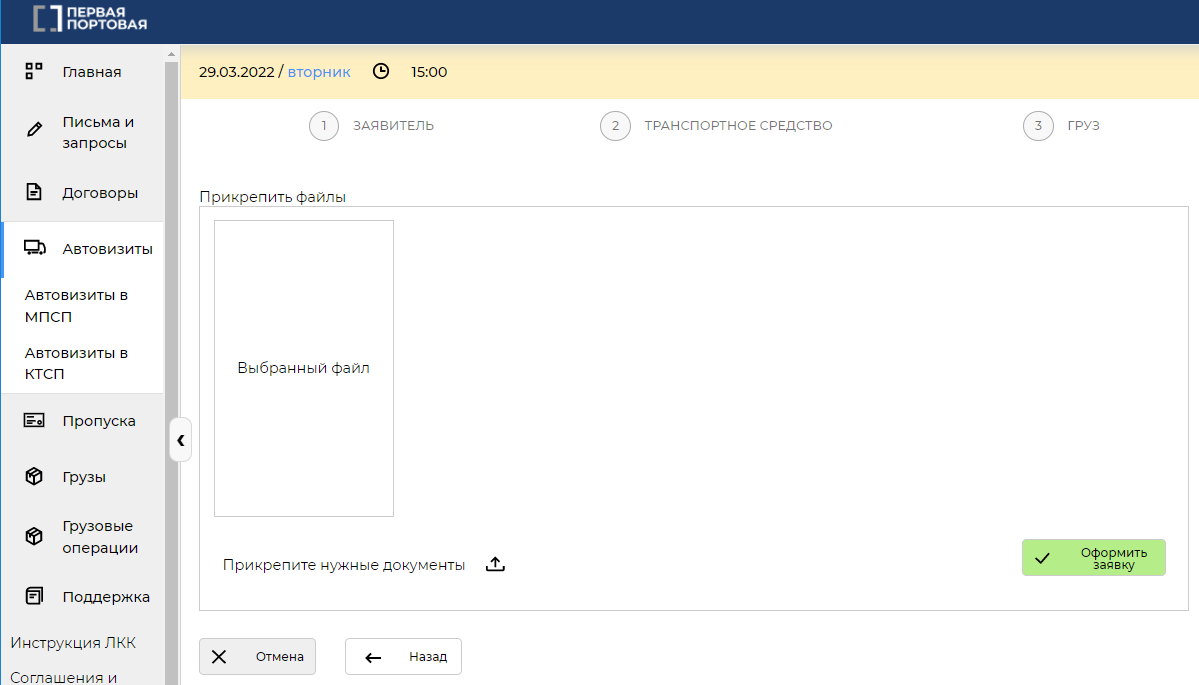 ПЕРВАЯ
ПОРТОВАЯ
Главная
Письма и
запросы
Договоры
Автовизиты
Автовизиты в
МПСП
Автовизиты в
КТСП
Пропуска
Грузы
Грузовые
операции
Поддержка
Инструкция ЛКК
Соглашения и
29.03.2022 / вторник 15:00
1 ЗАЯВИТЕЛЬ 2 ТРАНСПОРТНОЕ СРЕДСТВО 3 ГРУЗ
Прикрепить файлы
Выбранный файл
Прикрепите нужные документы
Оформить
заявку
Отмена Назад